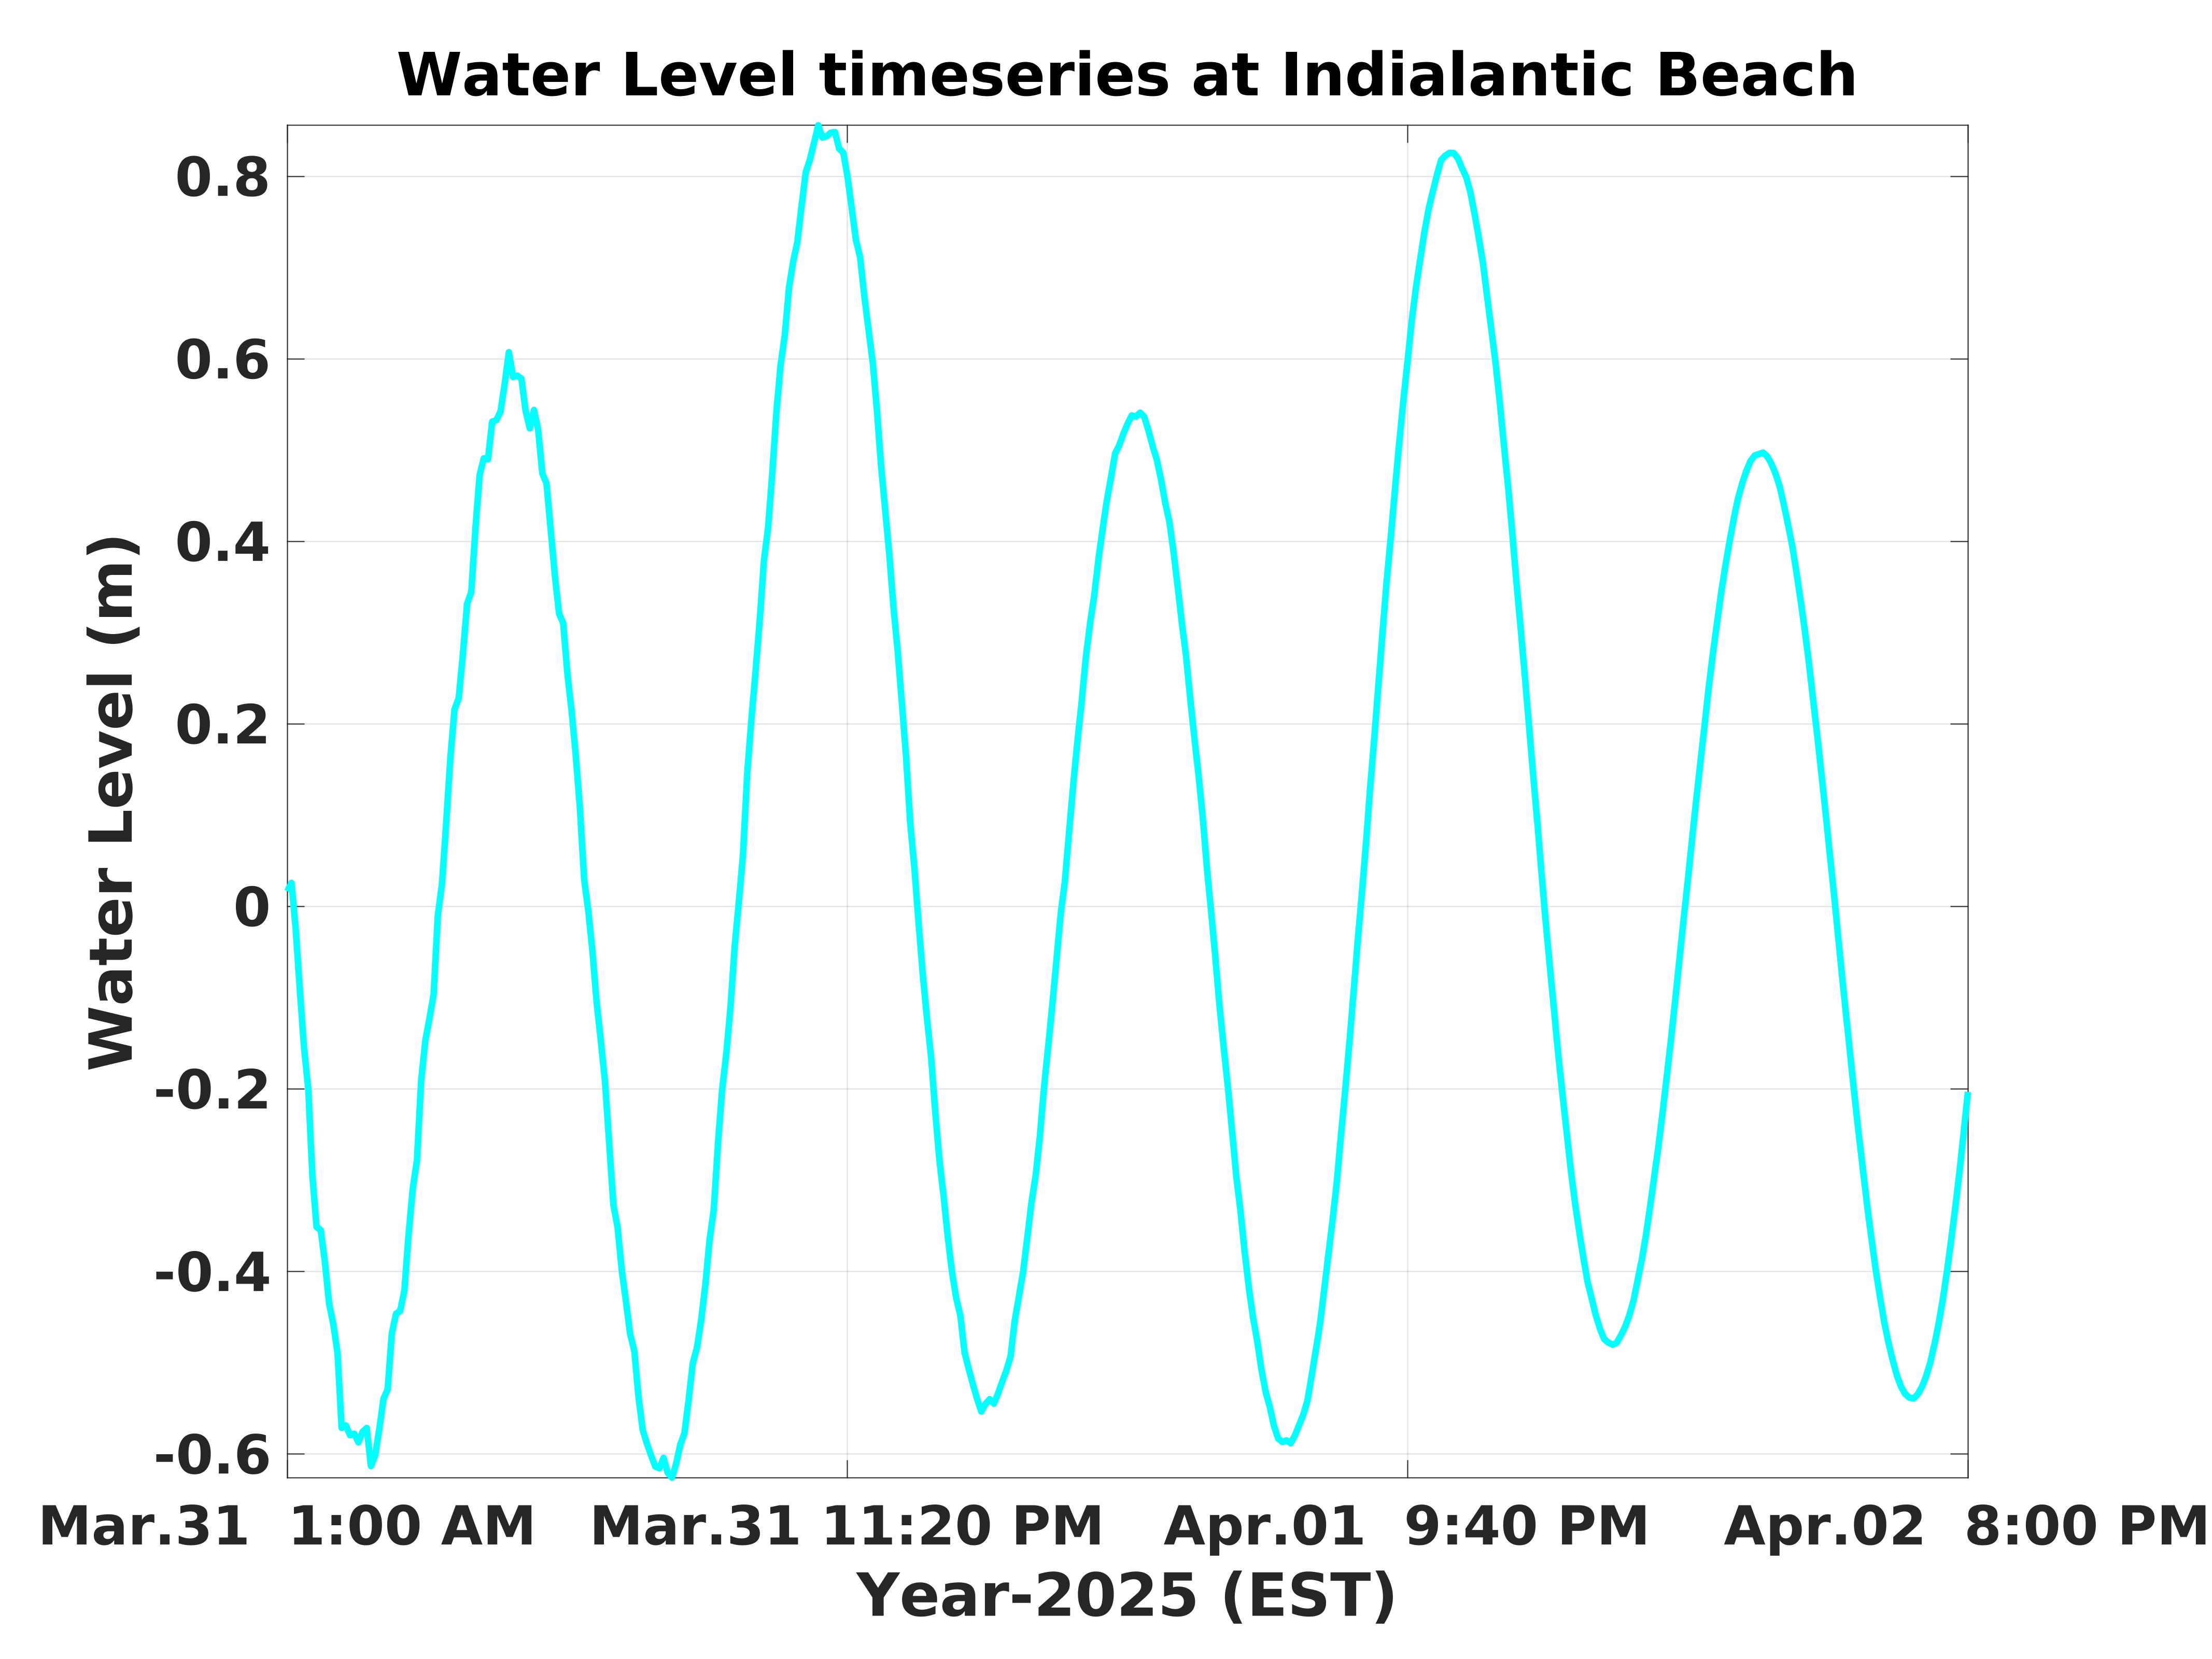 Water Level timeseries at Indialantic Beach
0.8
0.6
0.4
0.2
0
-0.2
-0.4
-0.6
Water Level (m)
Mar.31  1:00 AM
Mar.31 11:20 PM
Apr.01  9:40 PM
Apr.02  8:00 PM
Year-2025 (EST)